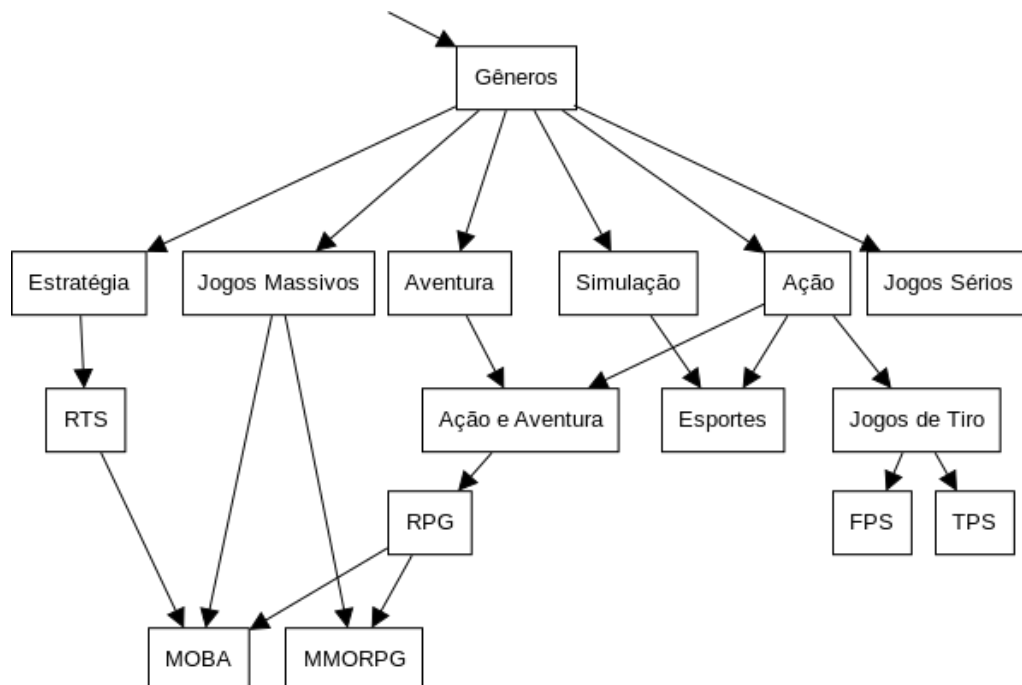 Gêneros
Estratégia
Jogos Massivos
Aventura
Simulação
Ação
Jogos Sérios
RTS
Ação e Aventura
Esportes
Jogos de Tiro
RPG
FPS
TPS
MOBA
MMORPG